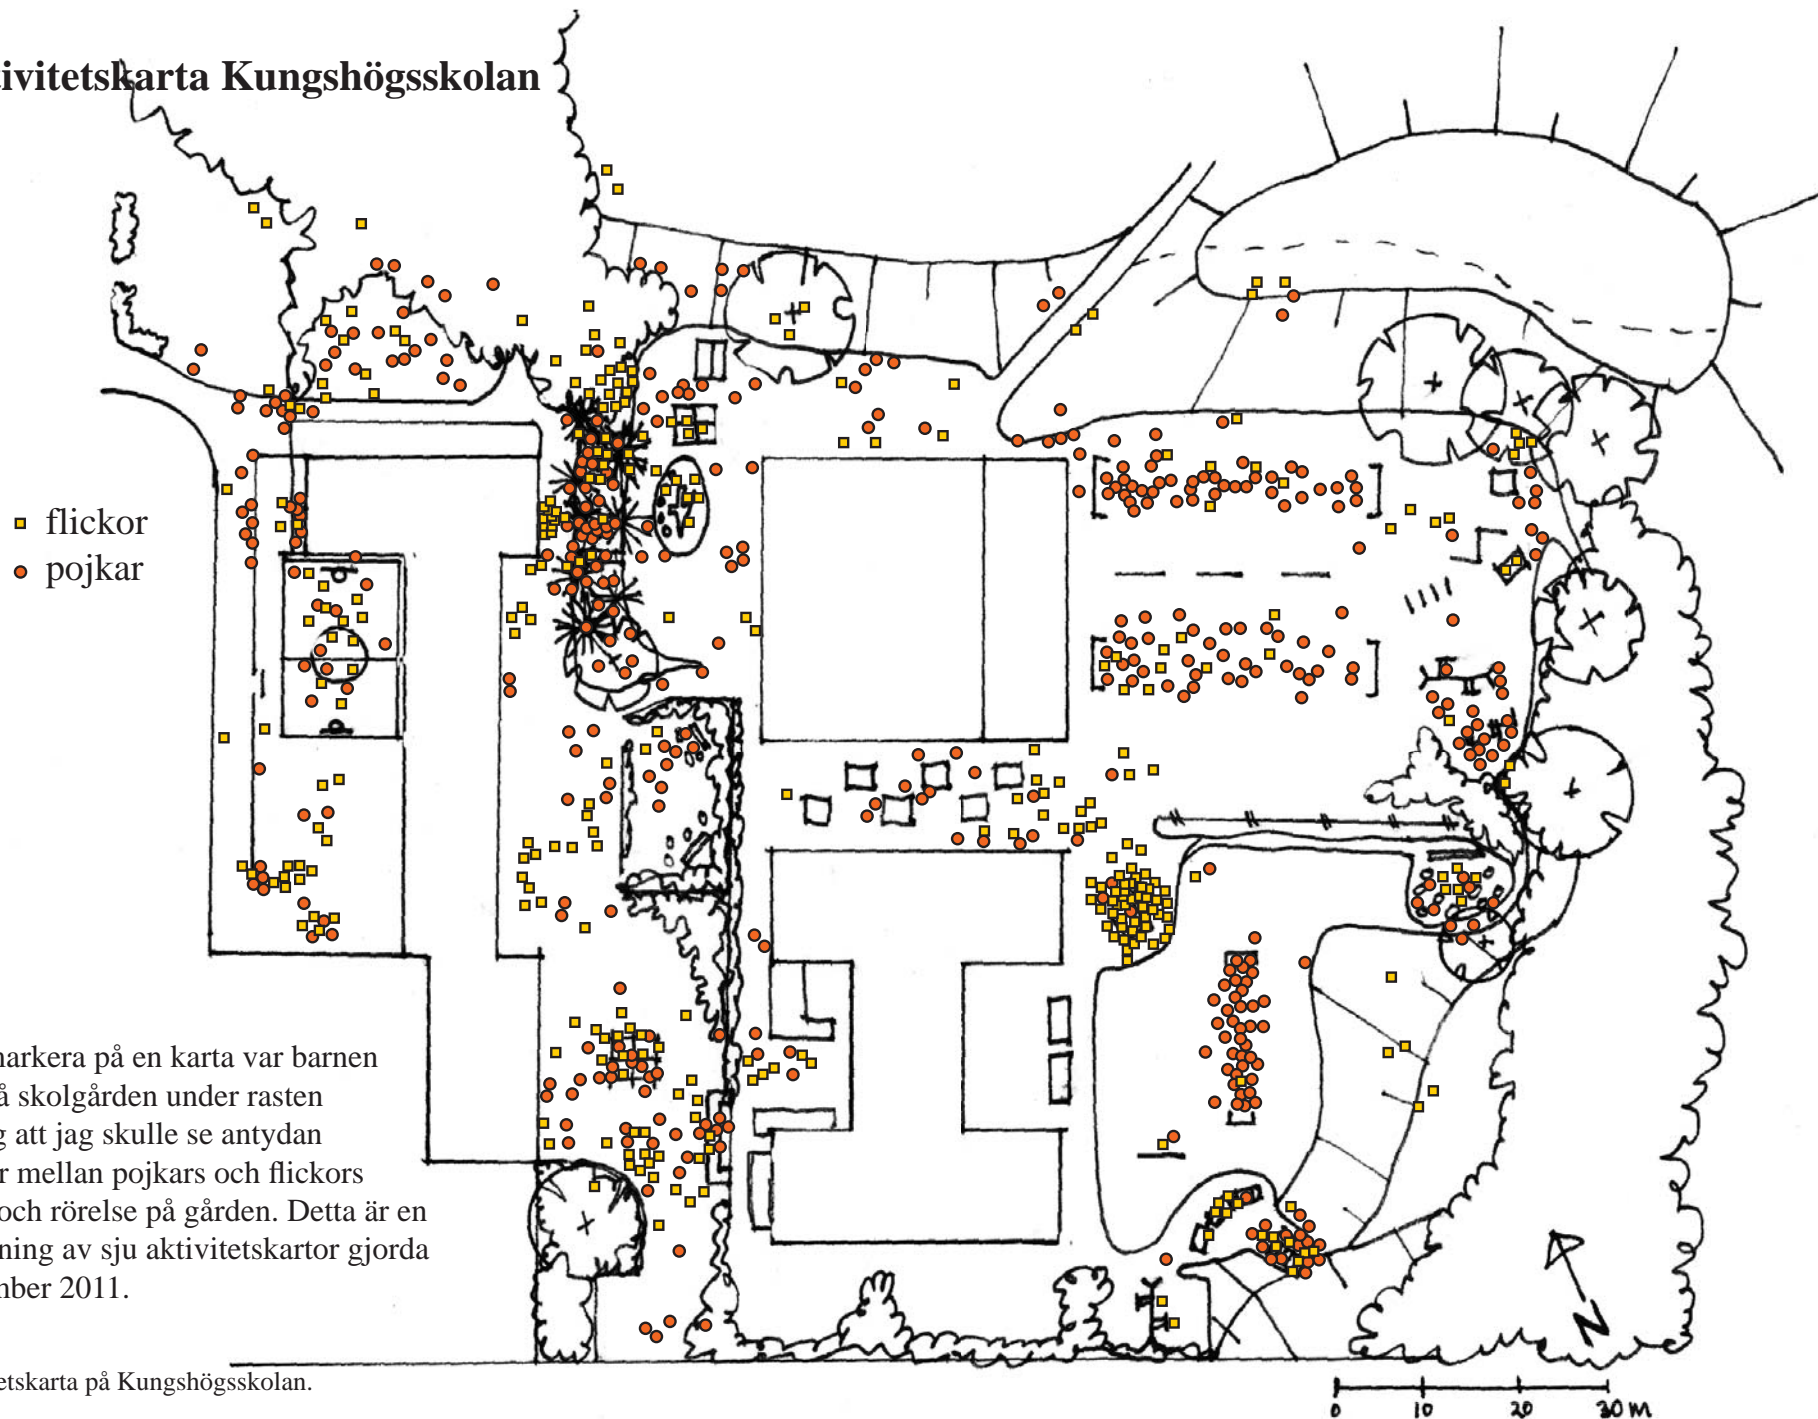 tivitetskarta Kungshögsskolan
flickor
pojkar
markera på en karta var barnen
å skolgården under rasten
g att jag skulle se antydan
r mellan pojkars och flickors
och rörelse på gården. Detta är en
ning av sju aktivitetskartor gjorda
mber 2011.
etskarta på Kungshögsskolan.
N
0 10 20 30 m